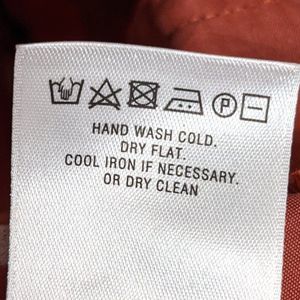 P
HAND WASH COLD.
DRY FLAT.
COOL IRON IF NECESSARY.
OR DRY CLEAN